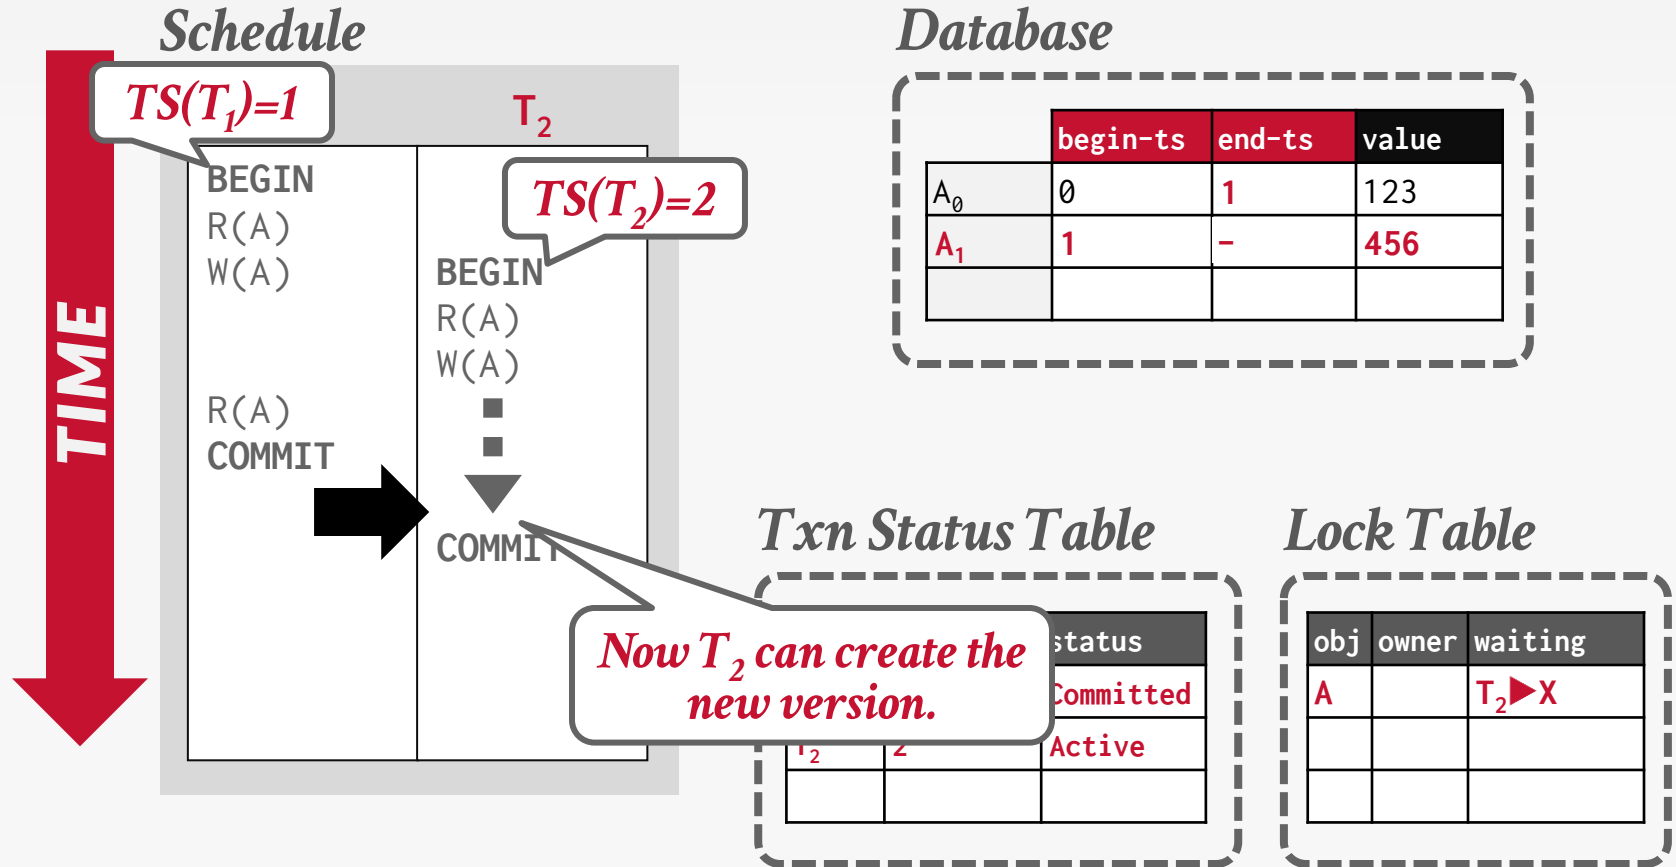 Schedule
TIME
TS(T1)=1
T2
BEGIN
R(A)
W(A)
R(A)
COMMIT
TS(T2)=2
BEGIN
R(A)
W(A)
COMMIT
Now T2 can create the
new version.
Database
begin-ts end-ts value
A0 0 1 123
A1 1 - 456
Txn Status Table
status
Committed
T2 2 Active
Lock Table
obj owner waiting
A T2▶X